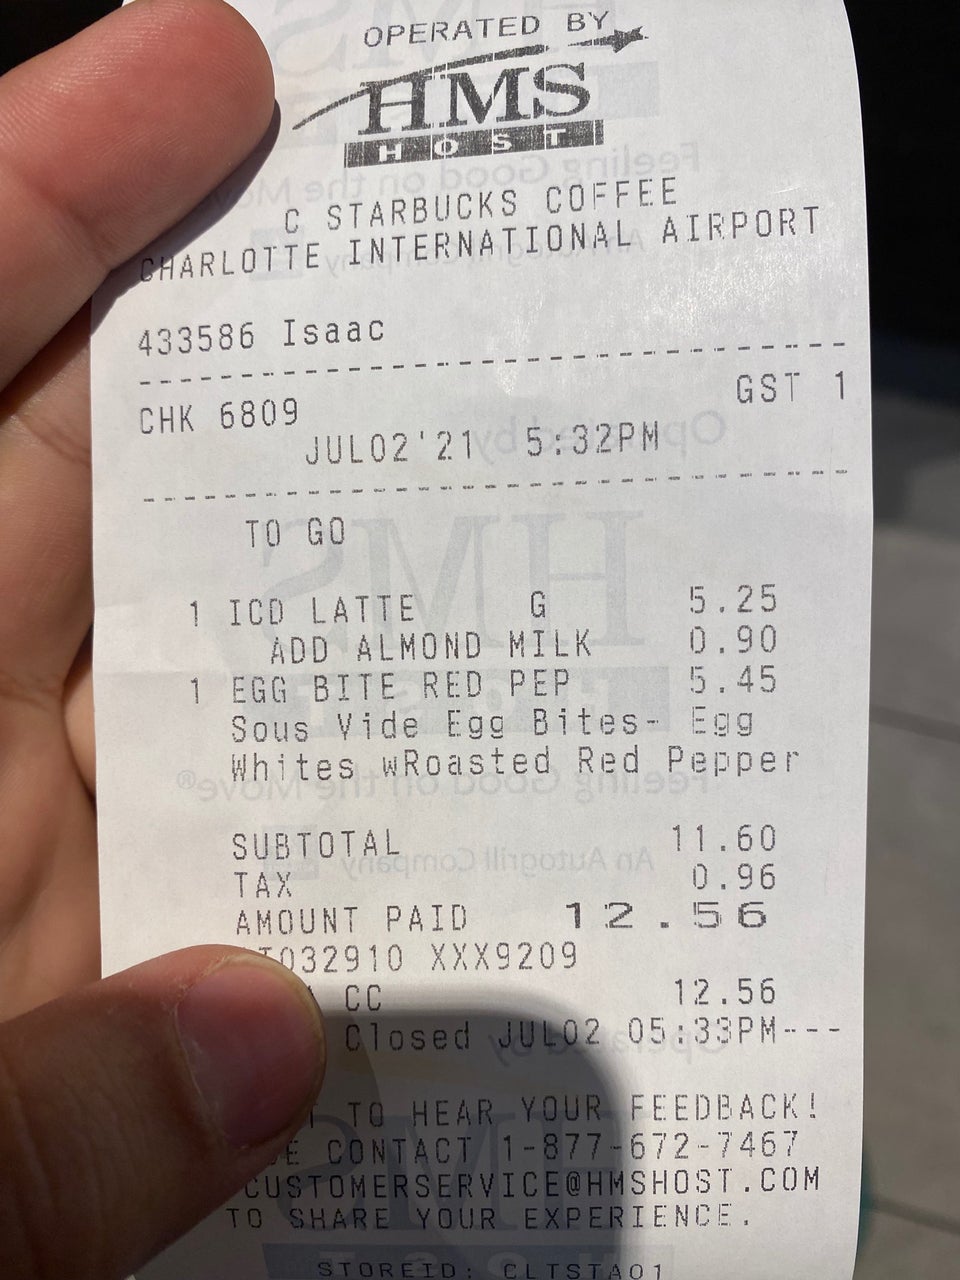 OPERATED BY
HMS
HOST
C STARBUCKS COFFEE
CHARLOTTE INTERNATIONAL AIRPORT
433586 Isaac
CHK 6809 GST 1
JUL02'21 5:32PM
TO GO
1 ICD LATTE G 5.25
ADD ALMOND MILK 0.90
1 EGG BITE RED PEP 5.45
Sous Vide Egg Bites- Egg
Whites wRoasted Red Pepper
SUBTOTAL 11.60
TAX 0.96
AMOUNT PAID 12.56
032910 XXX9209
CC 12.56
Closed JUL02 05:33PM---
TO HEAR YOUR FEEDBACK!
CONTACT 1-877-672-7467
CUSTOMERSERVICE@HMSHOST.COM
TO SHARE YOUR EXPERIENCE.
STOREID: CLTSTA01